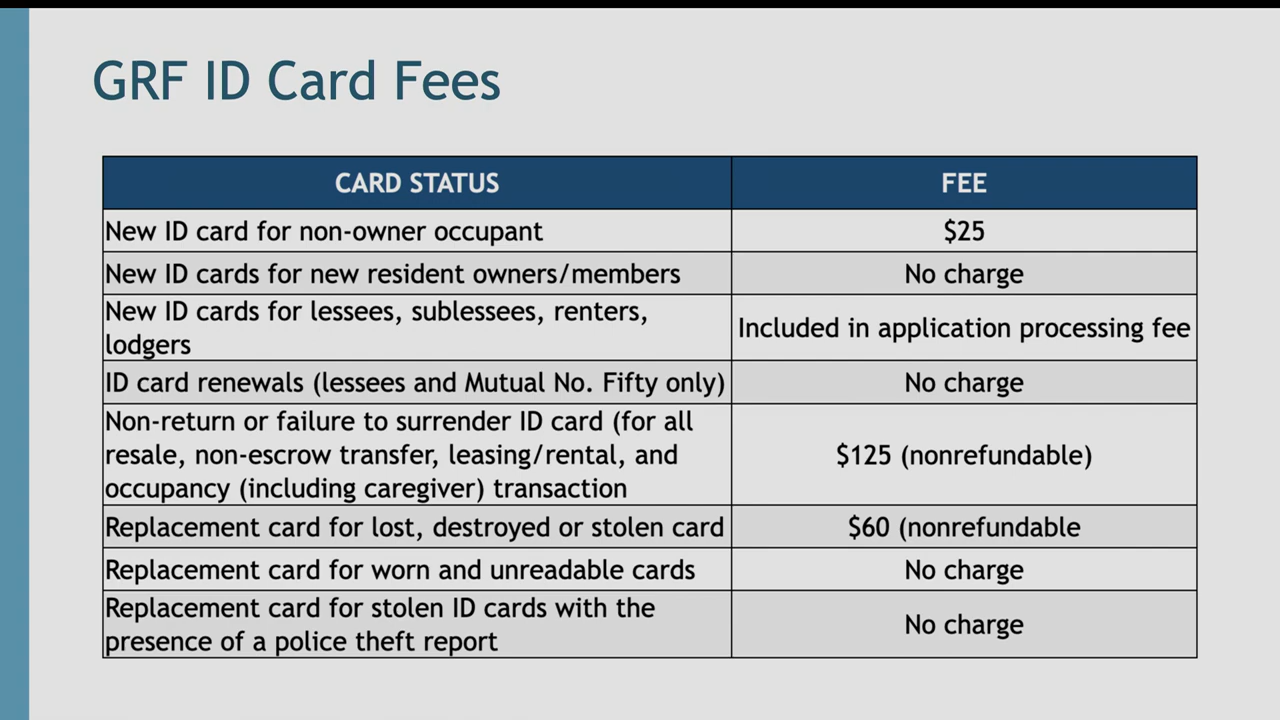 GRF ID Card Fees
CARD STATUS FEE
New ID card for non-owner occupant $25
New ID cards for new resident owners/members No charge
New ID cards for lessees, sublessees, renters,
lodgers
Included in application processing fee
ID card renewals (lessees and Mutual No. Fifty only) No charge
Non-return or failure to surrender ID card (for all
resale, non-escrow transfer, leasing/rental, and
occupancy (including caregiver) transaction
$125 (nonrefundable)
Replacement card for lost, destroyed or stolen card $60 (nonrefundable
Replacement card for worn and unreadable cards No charge
Replacement card for stolen ID cards with the
presence of a police theft report
No charge